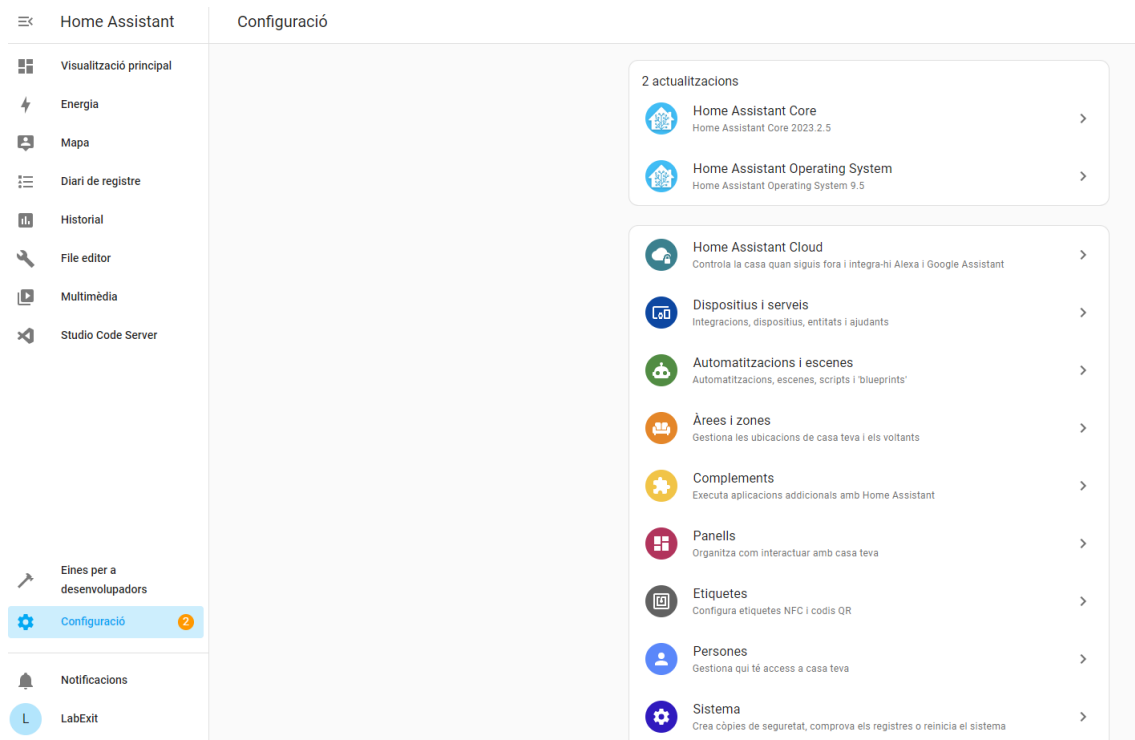 Home Assistant
Configuració
Visualització principal
Energia
Mapa
Diari de registre
Historial
File editor
Multimèdia
Studio Code Server
Eines per a
desenvolupadors
Configuració 2
Notificacions
L LabExit
2 actualitzacions
Home Assistant Core
Home Assistant Core 2023.2.5
Home Assistant Operating System
Home Assistant Operating System 9.5
Home Assistant Cloud
Controla la casa quan siguis fora i integra-hi Alexa i Google Assistant
Dispositius i serveis
Integracions, dispositius, entitats i ajudants
Automatitzacions i escenes
Automatitzacions, escenes, scripts i 'blueprints'
Àrees i zones
Gestiona les ubicacions de casa teva i els voltants
Complements
Executa aplicacions addicionals amb Home Assistant
Panells
Organitza com interactuar amb casa teva
Etiquetes
Configura etiquetes NFC i codis QR
Persones
Gestiona qui té access a casa teva
Sistema
Crea còpies de seguretat, comprova els registres o reinicia el sistema